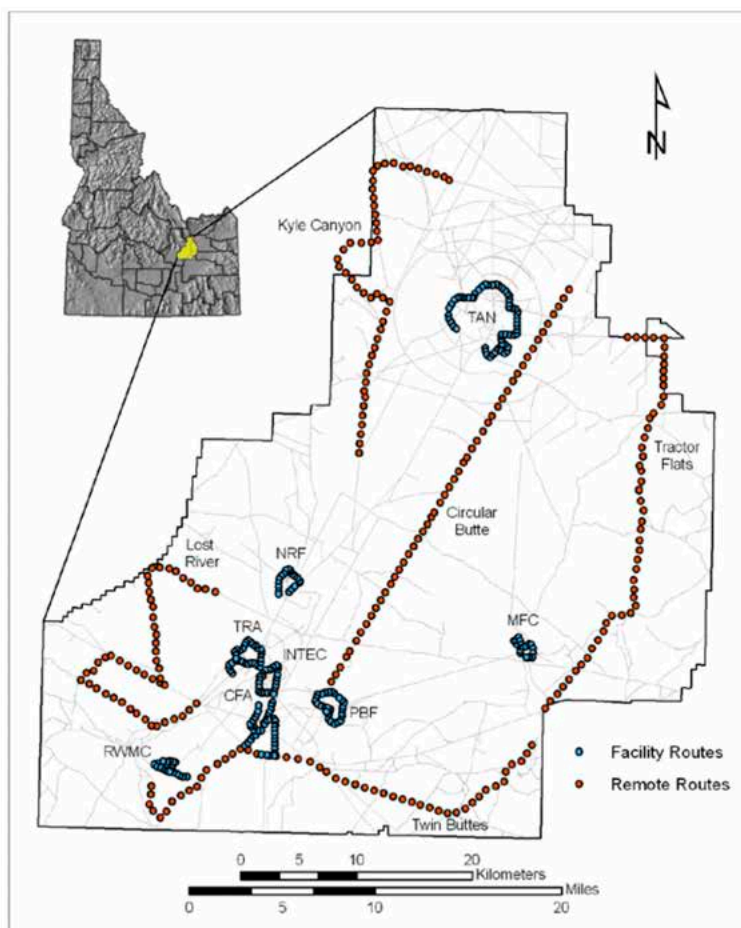 N
Kyle Canyon
TAN
Tractor
Flats
Circular
Butte
Lost
River
NRF
MFC
TRA
INTEC
CFA
PBF
RWMC
Facility Routes
Remote Routes
Twin Buttes
0 5 10 20
Kilometers
Miles
0 5 10 20